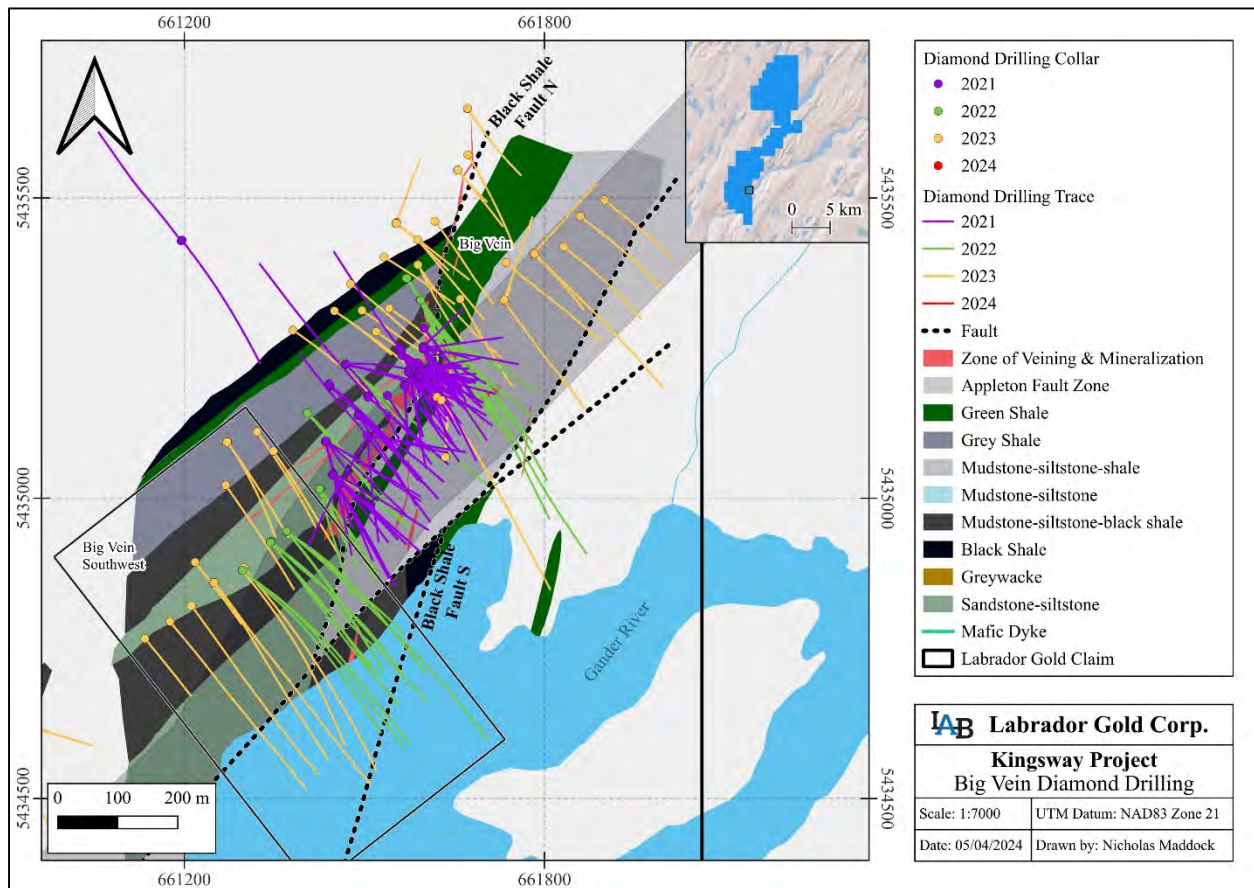 661200
661800
5435500
5435000
5434500
5435500
5435000
5434500
661200
661800
Black Shale
Fault N
Big Vein
Big Vein
Southwest
Black Shale
Fault S
Gander River
0 5 km
0 100 200 m
Diamond Drilling Collar
2021
2022
2023
2024
Diamond Drilling Trace
2021
2022
2023
2024
Fault
Zone of Veining & Mineralization
Appleton Fault Zone
Green Shale
Grey Shale
Mudstone-siltstone-shale
Mudstone-siltstone
Mudstone-siltstone-black shale
Black Shale
Greywacke
Sandstone-siltstone
Mafic Dyke
Labrador Gold Claim
LAB Labrador Gold Corp.
Kingsway Project
Big Vein Diamond Drilling
Scale: 1:7000 UTM Datum: NAD83 Zone 21
Date: 05/04/2024 Drawn by: Nicholas Maddock